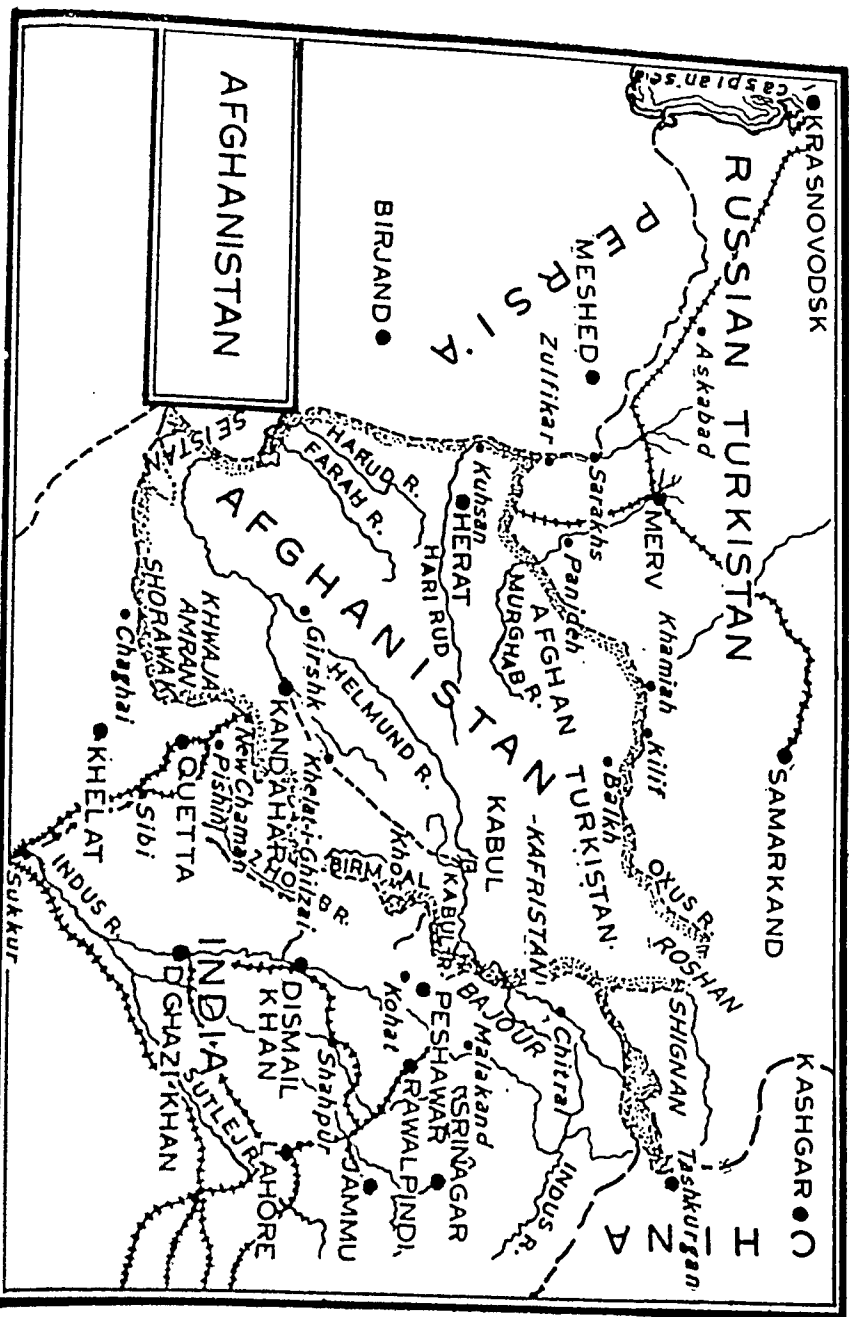 AFGHANISTAN
KRASNOVODSK
caspian sea
RUSSIAN TURKISTAN
Askabad
PERSIA
MESHED
BIRJAND
Zulfikar
Sarakhs
MERV
Khamiah
Kilif
SAMARKAND
KASHGAR
CHINA
Tashkurgan
Panjdeh
Kuhsan
HERAT
HARI RUD
MURGHAB R.
AFGHAN TURKISTAN
Balkh
OXUS R.
ROSHAN
SHIGNAN
HARUD R.
FARAH R.
SEISTAN
AFGHANISTAN
KABUL
KABUL R.
KAFRISTAN
BAJOUR
Chitral
INDUS R.
Girshk
HELMUND R.
KANDAHAR
Khelat-i-Ghilzai
BIRMAL
Khost
Kohat
PESHAWAR
Malakand
SRINAGAR
RAWALPINDI
JAMMU
SHORAWAK
KHWAJA
AMRAN
Chaghai
KHELAT
QUETTA
New Chaman
Pishin
ZHOB R.
Sibi
INDUS R.
Sukkur
INDIA
D ISMAIL
KHAN
Shahpur
D GHAZI KHAN
SUTLEJ R.
LAHORE